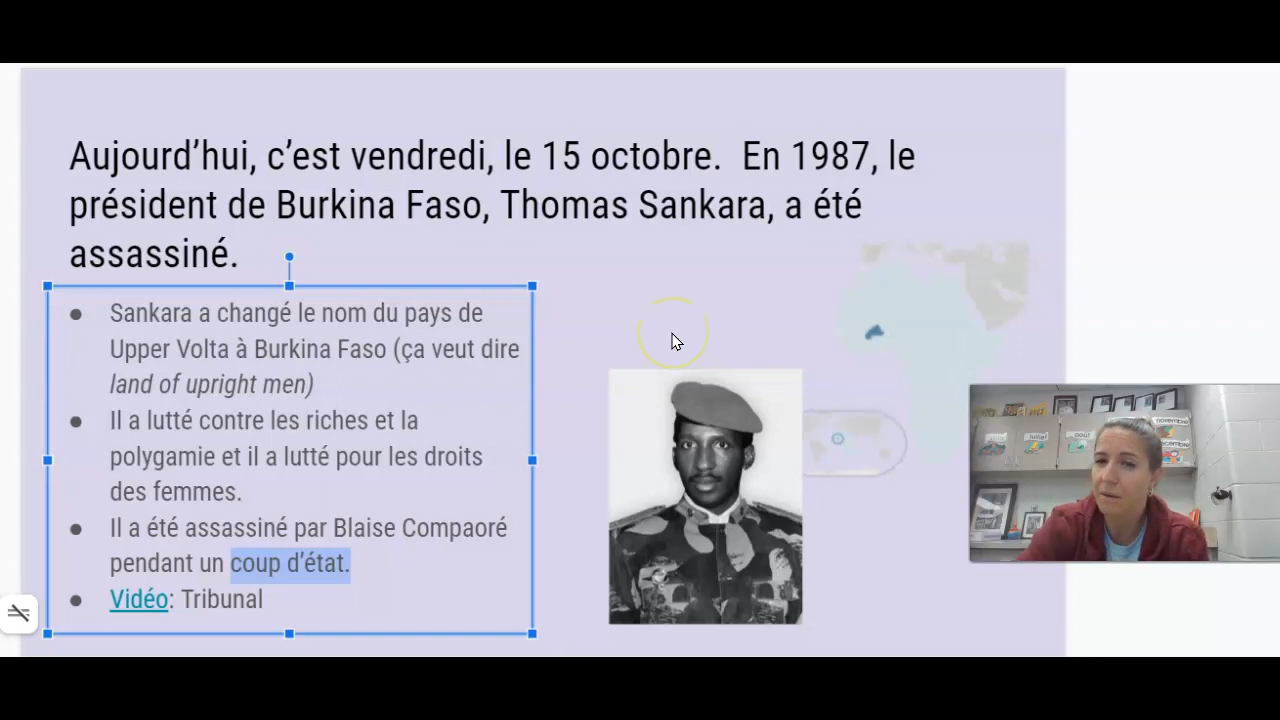 Aujourd’hui, c’est vendredi, le 15 octobre. En 1987, le
président de Burkina Faso, Thomas Sankara, a été
assassiné.
● Sankara a changé le nom du pays de
Upper Volta à Burkina Faso (ça veut dire
land of upright men)
● Il a lutté contre les riches et la
polygamie et il a lutté pour les droits
des femmes.
● Il a été assassiné par Blaise Compaoré
pendant un coup d’état.
● Vidéo: Tribunal
novembre
juillet
août